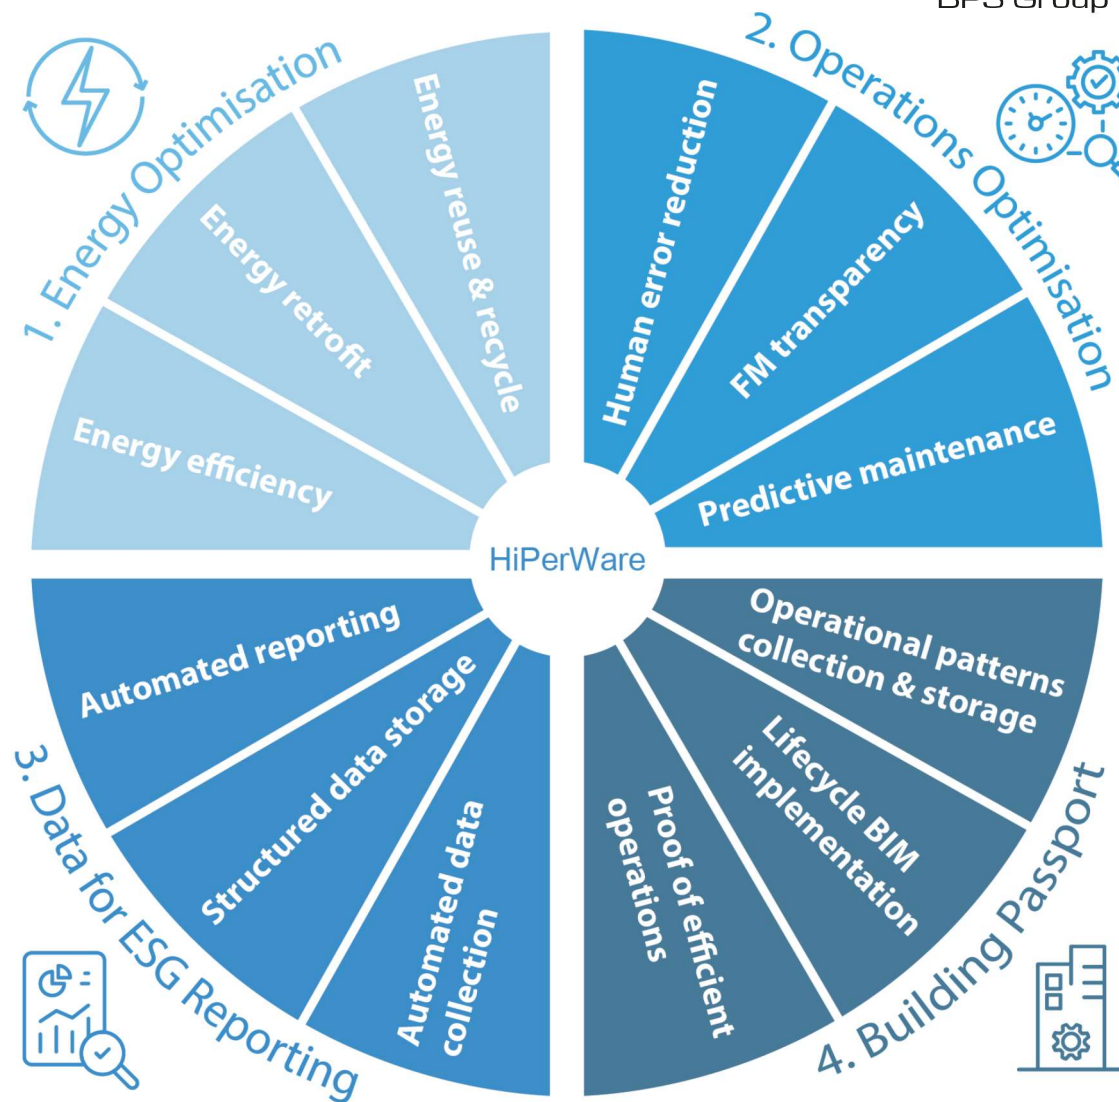 Group
1. Energy Optimisation
Energy efficiency
Energy retrofit
Energy reuse & recycle
2. Operations Optimisation
Human error reduction
FM transparency
Predictive maintenance
HiPerWare
3. Data for ESG Reporting
Automated reporting
Structured data storage
Automated data
collection
4. Building Passport
Operational patterns
collection & storage
Lifecycle BIM
implementation
Proof of efficient
operations